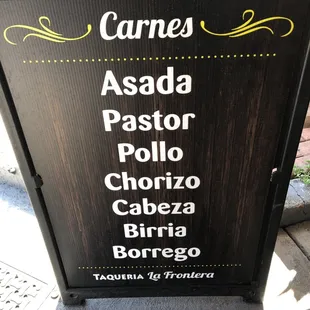 Carnes
Asada
Pastor
Pollo
Chorizo
Cabeza
Birria
Borrego
TAQUERIA La Frontera